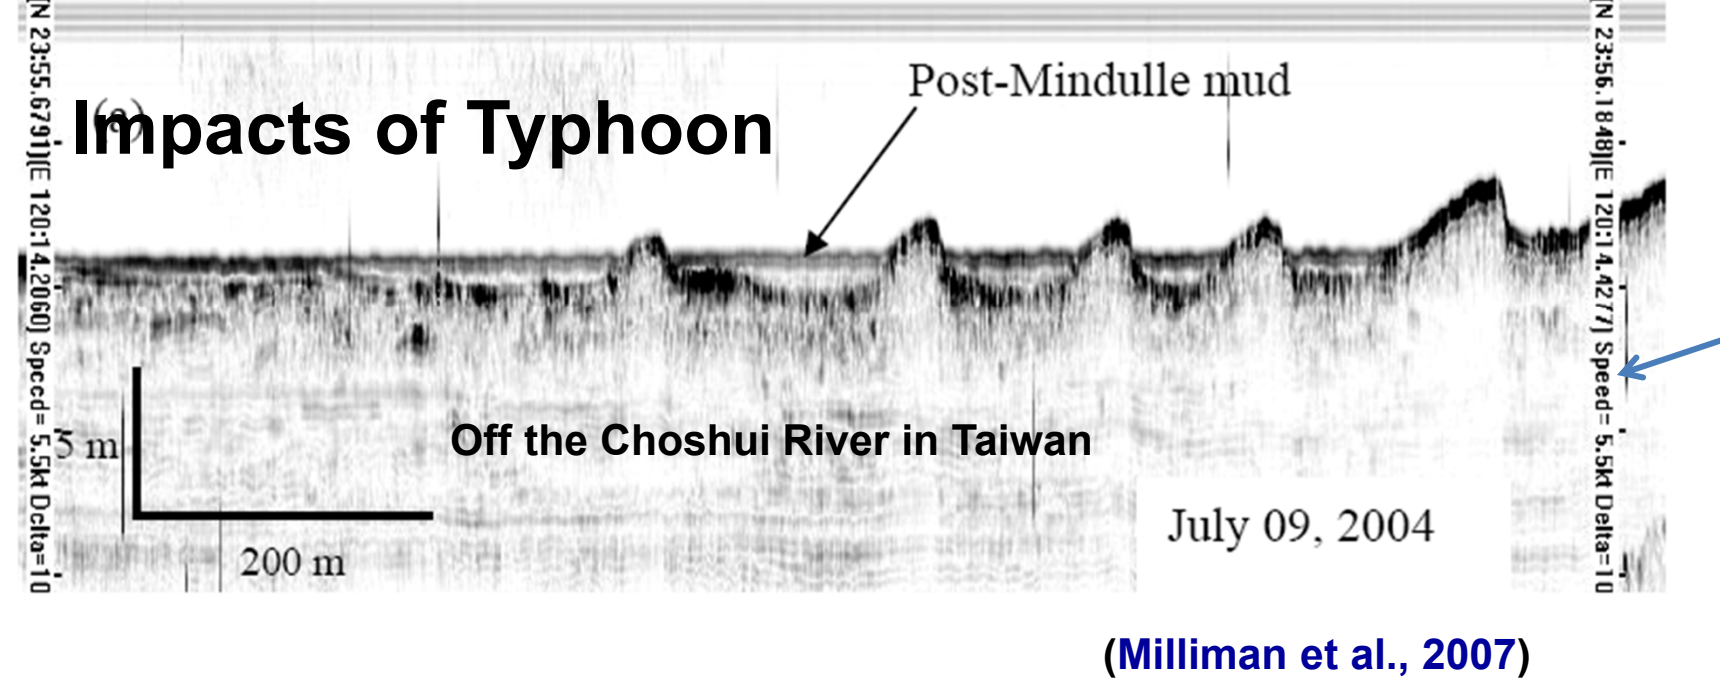 [N 23:55.6791][E 120:14.2060] Speed= 5.5kt Delta=10
Post-Mindulle mud
(a)
Impacts of Typhoon
[N 23:56.1848][E 120:14.4277] Speed= 5.5kt Delta=10
Off the Choshui River in Taiwan
5 m
200 m
July 09, 2004
(Milliman et al., 2007)